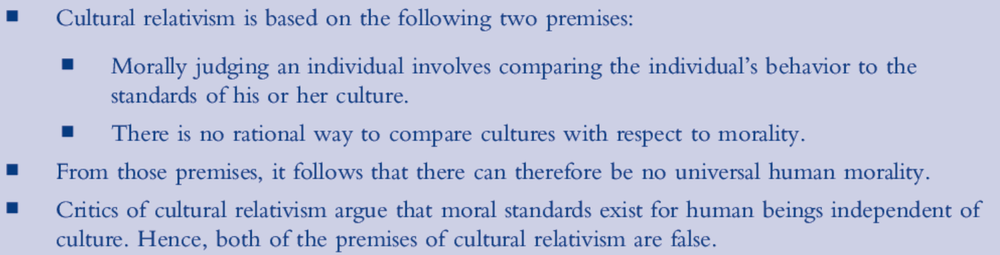 Cultural relativism is based on the following two premises:
Morally judging an individual involves comparing the individual's behavior to the
standards of his or her culture.
There is no rational way to compare cultures with respect to morality.
From those premises, it follows that there can therefore be no universal human morality.
Critics of cultural relativism argue that moral standards exist for human beings independent of
culture. Hence, both of the premises of cultural relativism are false.